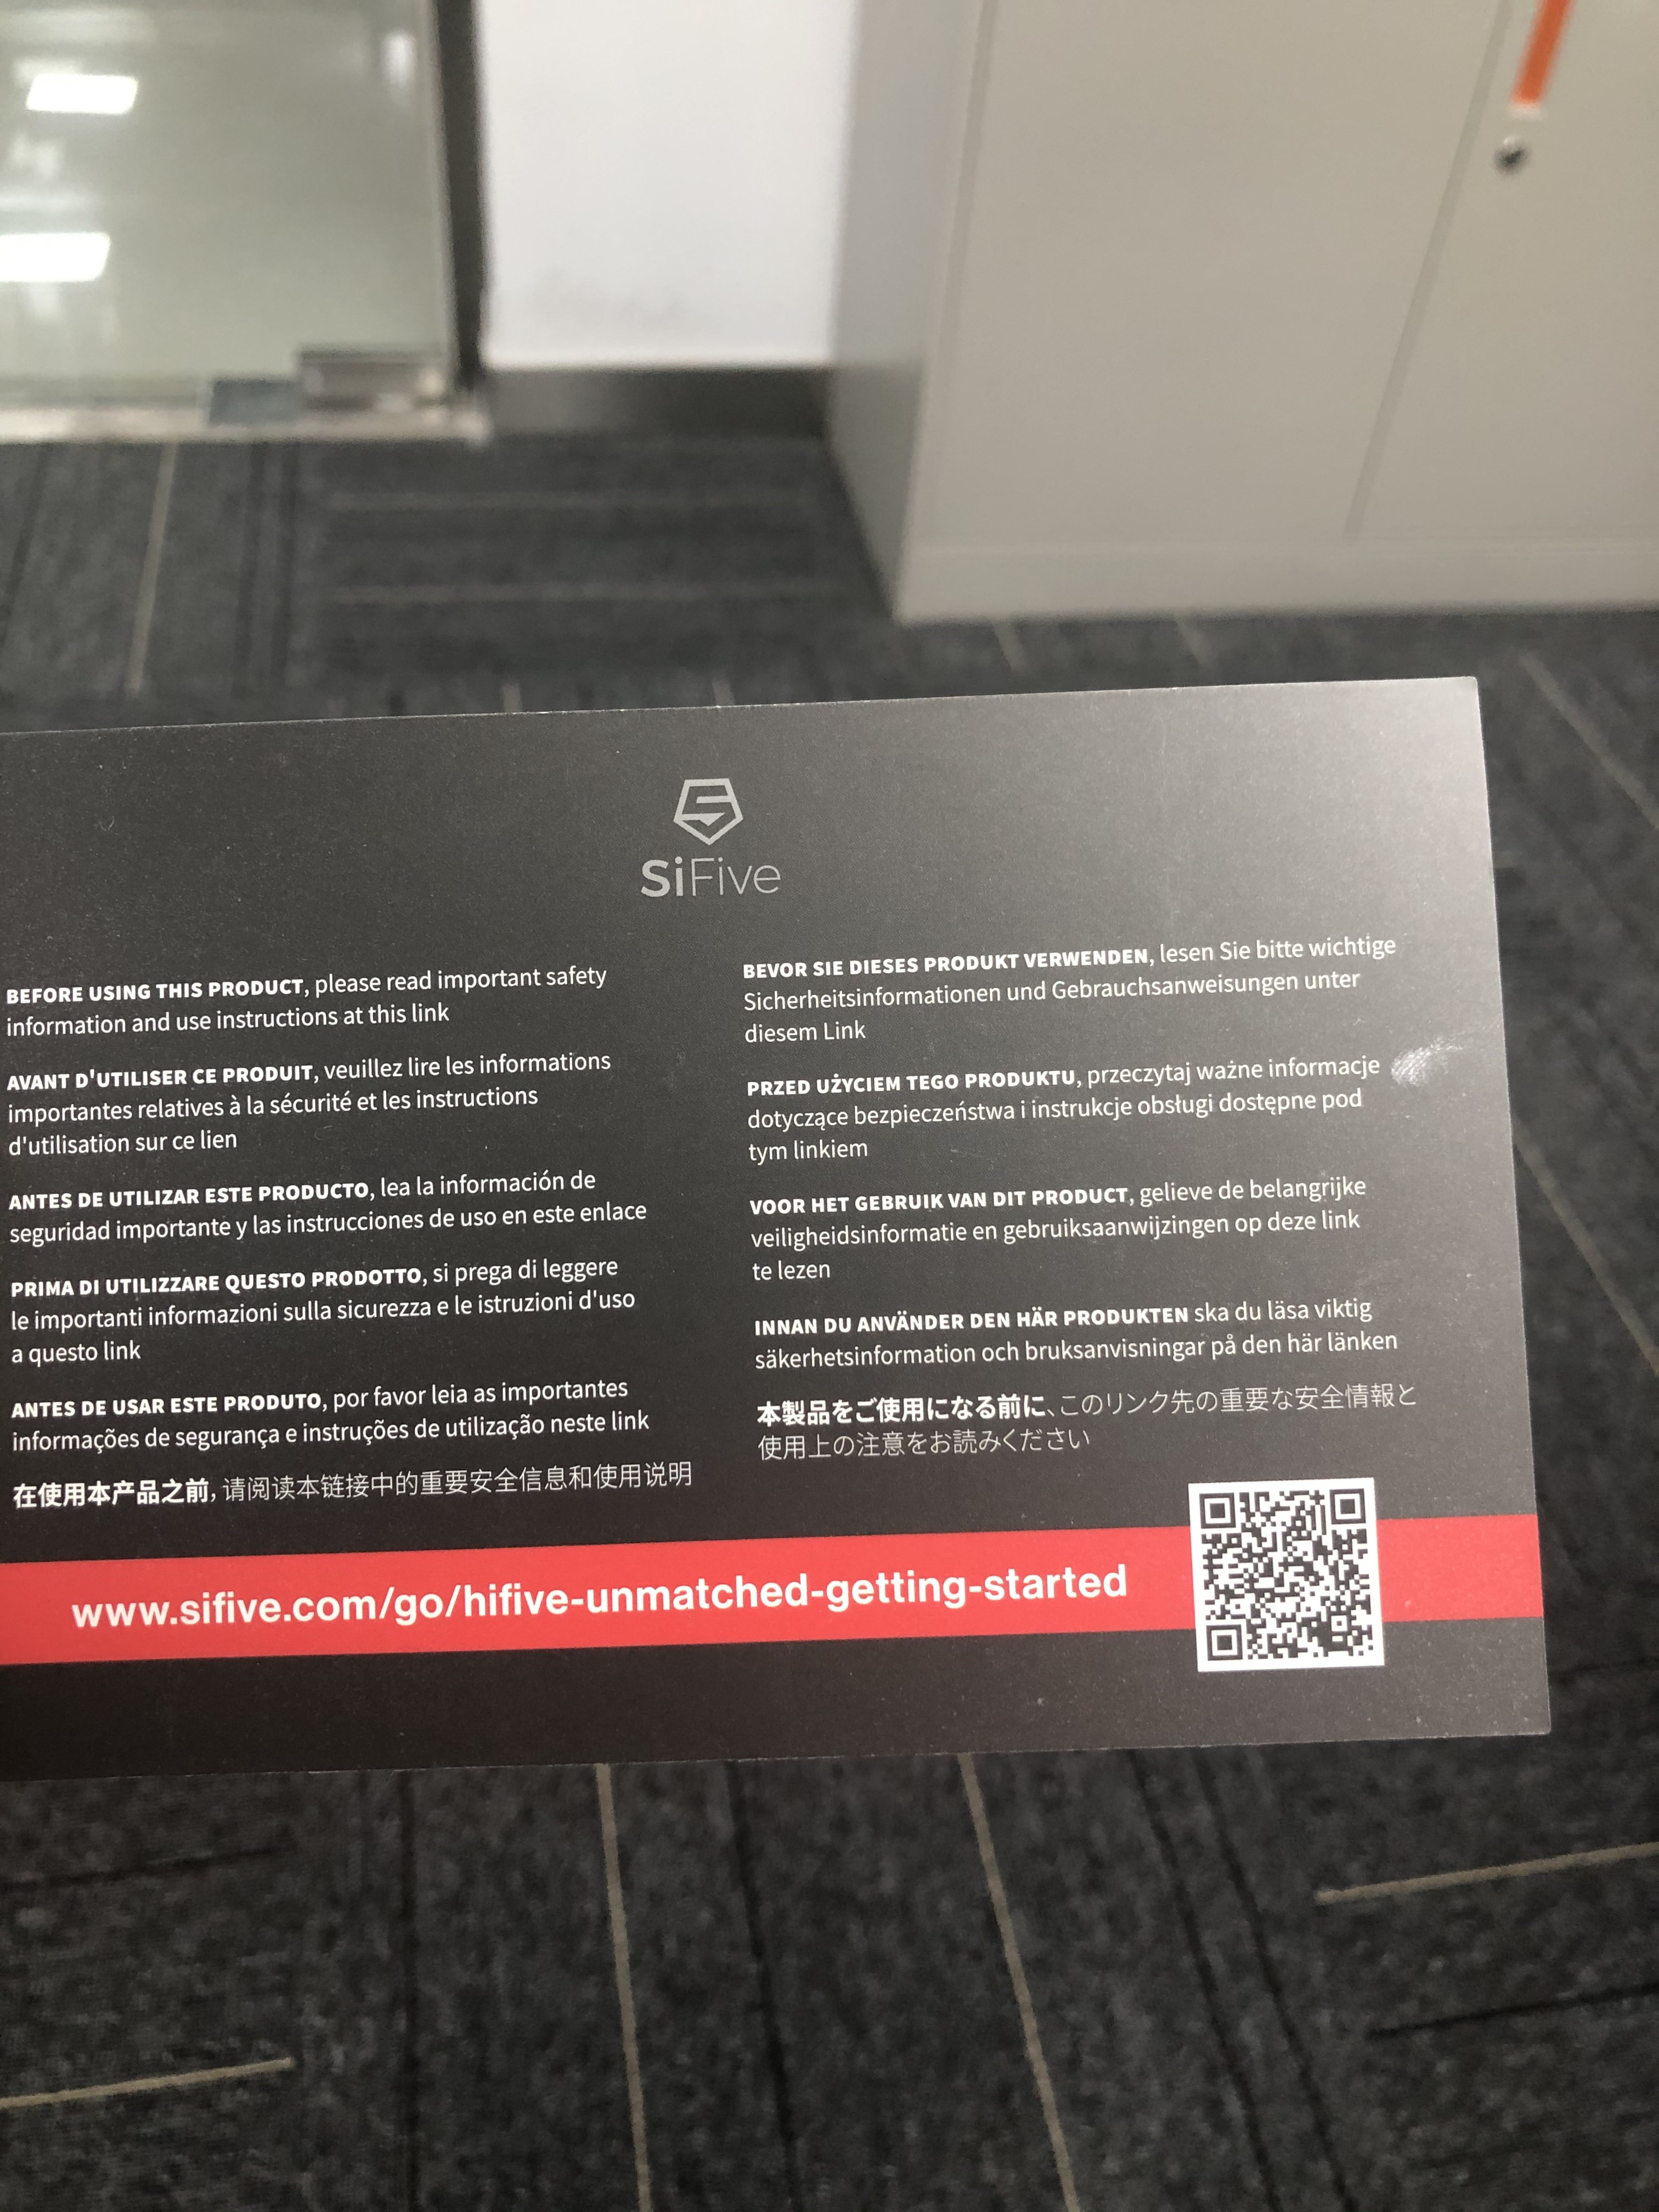 SiFive
BEFORE USING THIS PRODUCT, please read important safety
information and use instructions at this link
AVANT D'UTILISER CE PRODUIT, veuillez lire les informations
importantes relatives à la sécurité et les instructions
d'utilisation sur ce lien
ANTES DE UTILIZAR ESTE PRODUCTO, lea la información de
seguridad importante y las instrucciones de uso en este enlace
PRIMA DI UTILIZZARE QUESTO PRODOTTO, si prega di leggere
le importanti informazioni sulla sicurezza e le istruzioni d'uso
a questo link
ANTES DE USAR ESTE PRODUTO, por favor leia as importantes
informações de segurança e instruções de utilização neste link
在使用本产品之前, 请阅读本链接中的重要安全信息和使用说明
BEVOR SIE DIESES PRODUKT VERWENDEN, lesen Sie bitte wichtige
Sicherheitsinformationen und Gebrauchsanweisungen unter
diesem Link
PRZED UŻYCIEM TEGO PRODUKTU, przeczytaj ważne informacje
dotyczące bezpieczeństwa i instrukcje obsługi dostępne pod
tym linkiem
VOOR HET GEBRUIK VAN DIT PRODUCT, gelieve de belangrijke
veiligheidsinformatie en gebruiksaanwijzingen op deze link
te lezen
INNAN DU ANVÄNDER DEN HÄR PRODUKTEN ska du läsa viktig
säkerhetsinformation och bruksanvisningar på den här länken
本製品をご使用になる前に、このリンク先の重要な安全情報と
使用上の注意をお読みください
www.sifive.com/go/hifive-unmatched-getting-started